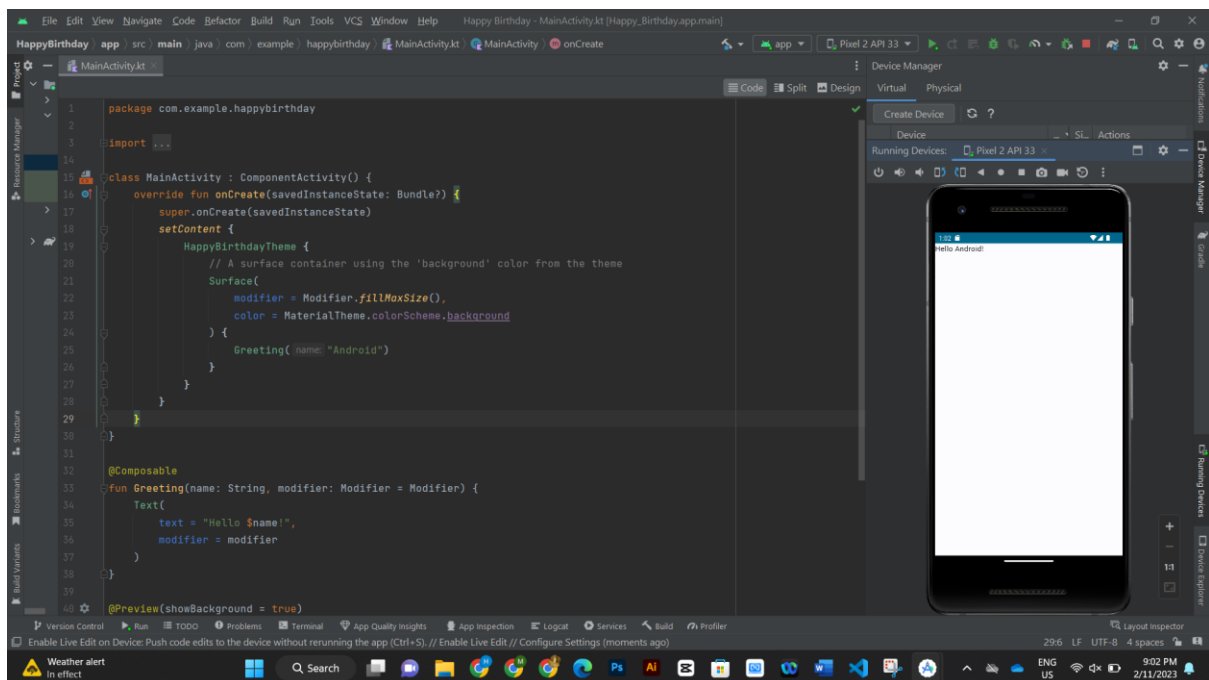 File Edit View Navigate Code Refactor Build Run Tools VCS Window Help Happy Birthday - MainActivity.kt [Happy_Birthday.app.main]
HappyBirthday app src main java com example happybirthday MainActivity.kt MainActivity onCreate app Pixel 2 API 33
Project
Resource Manager
Structure
Bookmarks
Build Variants
MainActivity.kt
Code Split Design
1 package com.example.happybirthday
2
3 import ...
14
15 class MainActivity : ComponentActivity() {
16 override fun onCreate(savedInstanceState: Bundle?) {
17 super.onCreate(savedInstanceState)
18 setContent {
19 HappyBirthdayTheme {
20 // A surface container using the 'background' color from the theme
21 Surface(
22 modifier = Modifier.fillMaxSize(),
23 color = MaterialTheme.colorScheme.background
24 ) {
25 Greeting( name: "Android")
26 }
27 }
28 }
29 }
30 }
31
32 @Composable
33 fun Greeting(name: String, modifier: Modifier = Modifier) {
34 Text(
35 text = "Hello $name!",
36 modifier = modifier
37 )
38 }
39
40 @Preview(showBackground = true)
Device Manager
Virtual Physical
Create Device ?
Device Si... Actions
Running Devices: Pixel 2 API 33
1:02
Hello Android!
1:1
Notifications
Device Manager
Gradle
Running Devices
Device Explorer
Version Control Run TODO Problems Terminal App Quality Insights App Inspection Logcat Services Build Profiler Layout Inspector
Enable Live Edit on Device: Push code edits to the device without rerunning the app (Ctrl+S). // Enable Live Edit // Configure Settings (moments ago) 29:6 LF UTF-8 4 spaces
Weather alert
In effect
Search
Ps Ai
ENG
US
9:02 PM
2/11/2023